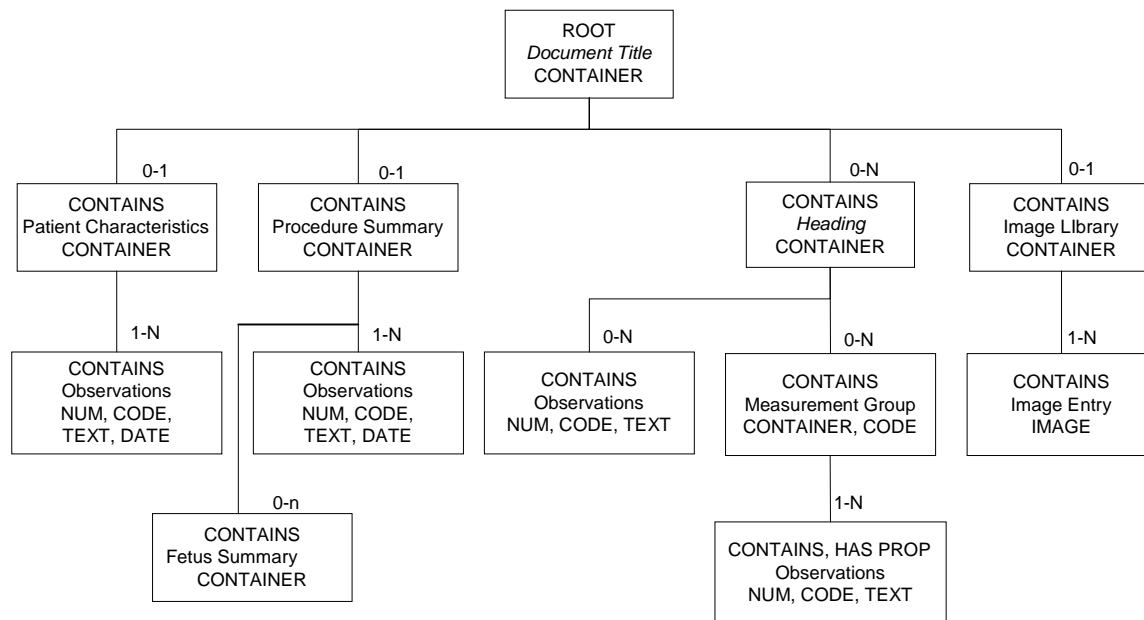 ROOT
Document Title
CONTAINER
0-1
0-1
0-N
0-1
CONTAINS
Patient Characteristics
CONTAINER
CONTAINS
Procedure Summary
CONTAINER
CONTAINS
Heading
CONTAINER
CONTAINS
Image LIbrary
CONTAINER
1-N
1-N
0-N
0-N
1-N
CONTAINS
Observations
NUM, CODE,
TEXT, DATE
CONTAINS
Observations
NUM, CODE,
TEXT, DATE
CONTAINS
Observations
NUM, CODE, TEXT
CONTAINS
Measurement Group
CONTAINER, CODE
CONTAINS
Image Entry
IMAGE
0-n
1-N
CONTAINS
Fetus Summary
CONTAINER
CONTAINS, HAS PROP
Observations
NUM, CODE, TEXT